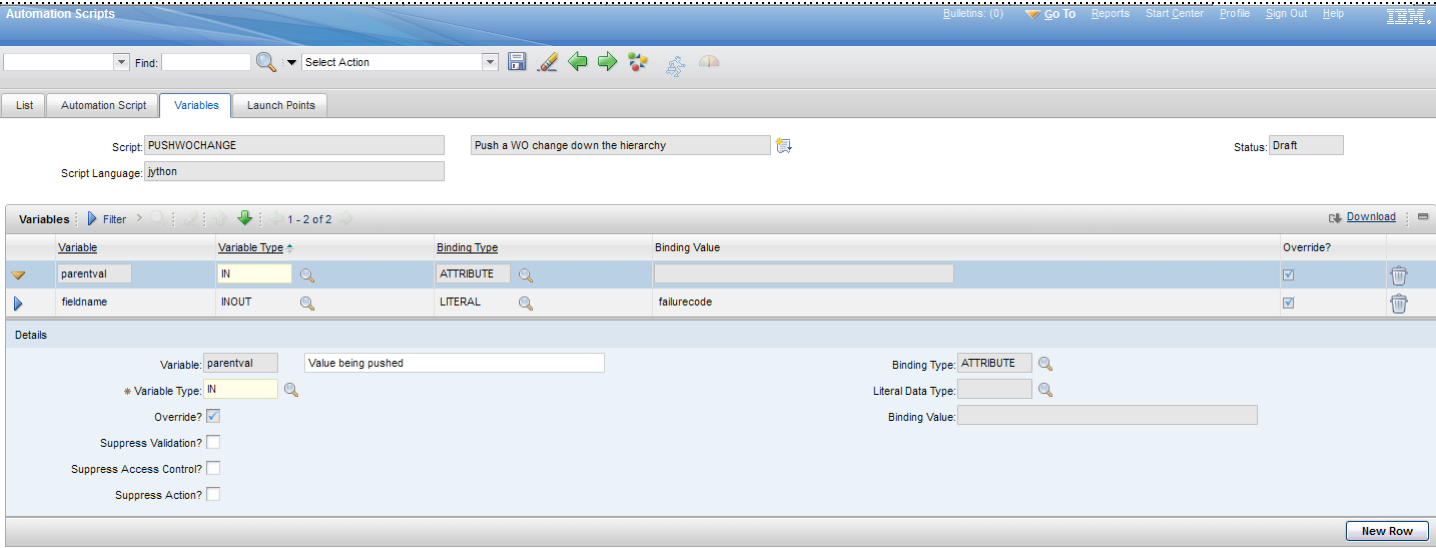 Automation Scripts Bulletins: (0) Go To Reports Start Center Profile Sign Out Help IBM.
Find: Select Action
List Automation Script Variables Launch Points
Script: PUSHWOCHANGE Push a WO change down the hierarchy Status: Draft
Script Language: jython
Variables Filter 1 - 2 of 2 Download
Variable Variable Type Binding Type Binding Value Override?
parentval IN ATTRIBUTE
fieldname INOUT LITERAL failurecode
Details
Variable: parentval Value being pushed Binding Type: ATTRIBUTE
* Variable Type: IN Literal Data Type:
Override? Binding Value:
Suppress Validation?
Suppress Access Control?
Suppress Action?
New Row